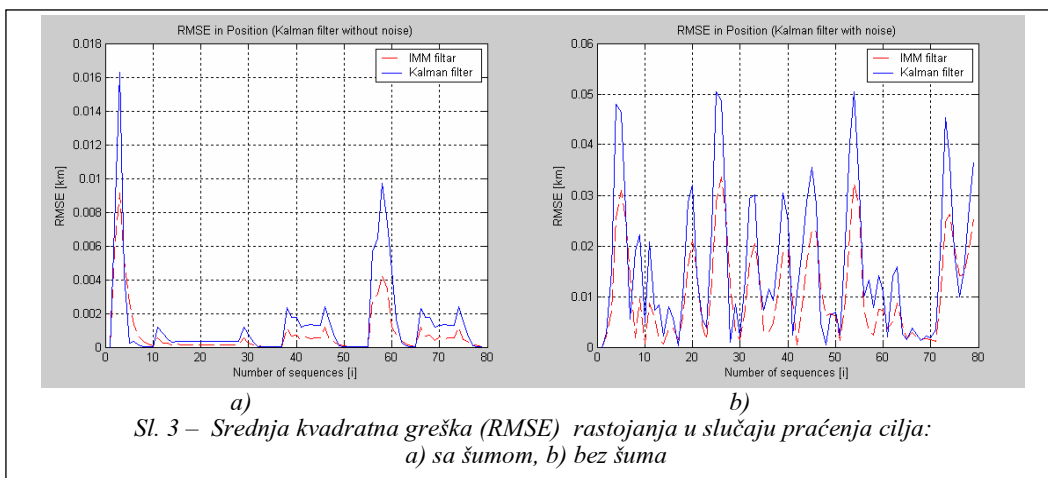 RMSE in Position (Kalman filter without noise)
0.018
0.016
0.014
0.012
0.01
0.008
0.006
0.004
0.002
0
RMSE [km]
IMM filtar
Kalman filter
0 10 20 30 40 50 60 70 80
Number of sequences [i]
RMSE in Position (Kalman filter with noise)
0.06
0.05
0.04
0.03
0.02
0.01
0
RMSE [km]
IMM filtar
Kalman filter
0 10 20 30 40 50 60 70 80
Number of sequences [i]
a) b)
Sl. 3 – Srednja kvadratna greška (RMSE) rastojanja u slučaju praćenja cilja:
a) sa šumom, b) bez šuma